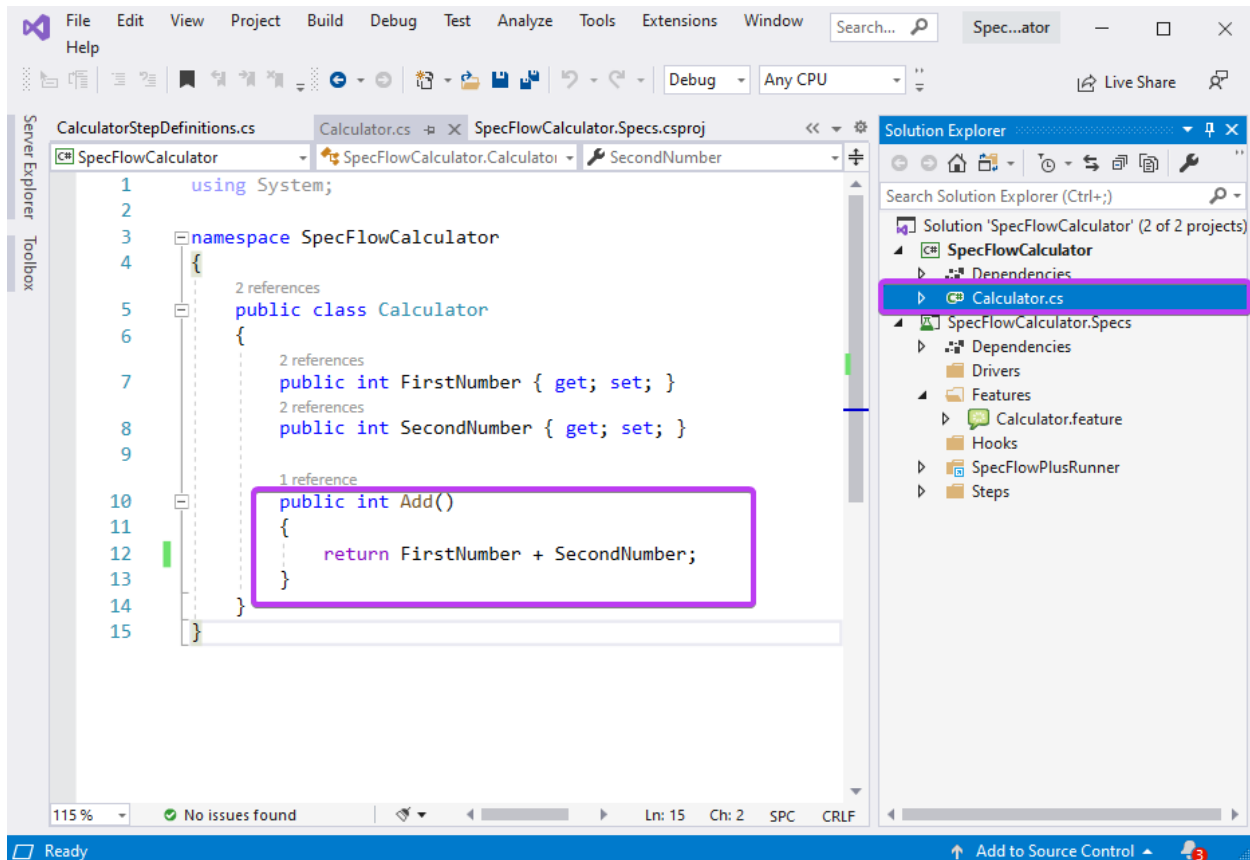 File Edit View Project Build Debug Test Analyze Tools Extensions Window Search... Spec...ator
Help
Debug Any CPU Live Share
Server Explorer
Toolbox
CalculatorStepDefinitions.cs Calculator.cs SpecFlowCalculator.Specs.csproj
C# SpecFlowCalculator SpecFlowCalculator.Calculator SecondNumber
1 using System;
2
3 namespace SpecFlowCalculator
4 {
2 references
5 public class Calculator
6 {
2 references
7 public int FirstNumber { get; set; }
2 references
8 public int SecondNumber { get; set; }
9
1 reference
10 public int Add()
11 {
12 return FirstNumber + SecondNumber;
13 }
14 }
15 }
115 % No issues found Ln: 15 Ch: 2 SPC CRLF
Solution Explorer
Search Solution Explorer (Ctrl+;)
Solution 'SpecFlowCalculator' (2 of 2 projects)
C# SpecFlowCalculator
Dependencies
C# Calculator.cs
SpecFlowCalculator.Specs
Dependencies
Drivers
Features
Calculator.feature
Hooks
SpecFlowPlusRunner
Steps
Ready Add to Source Control 3